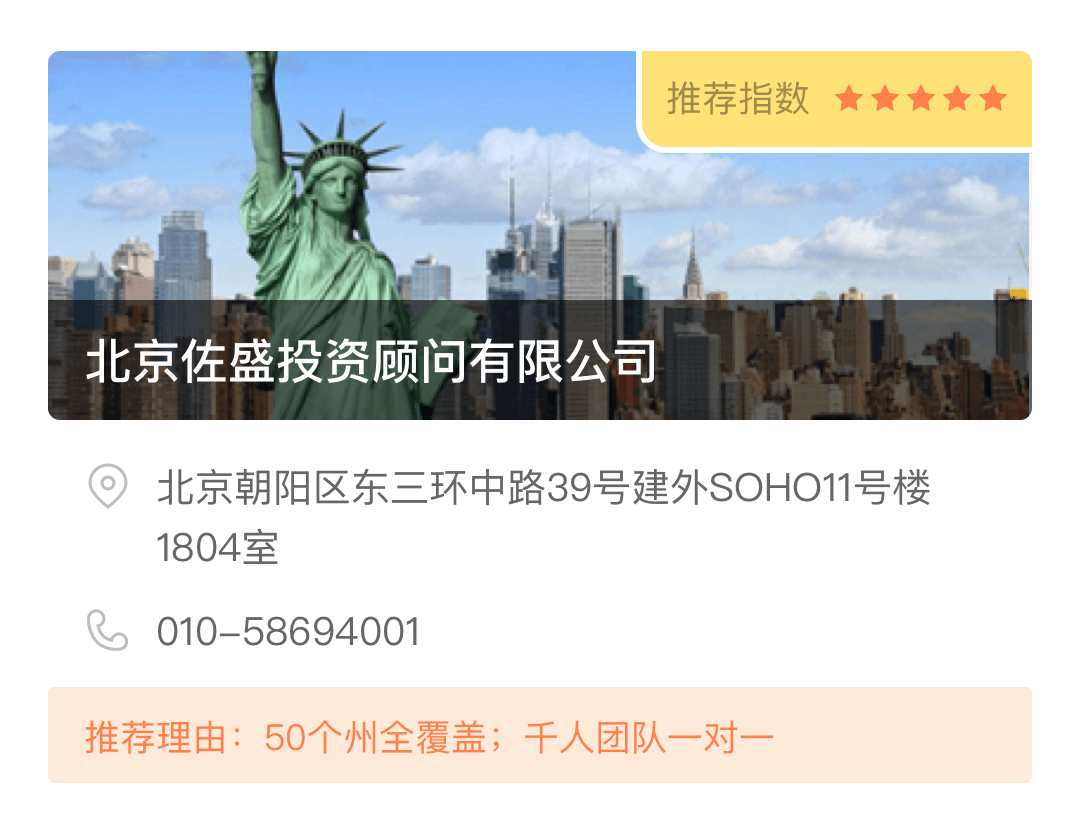 推荐指数
北京佐盛投资顾问有限公司
北京朝阳区东三环中路39号建外SOHO11号楼
1804室
010-58694001
推荐理由：50个州全覆盖；千人团队一对一